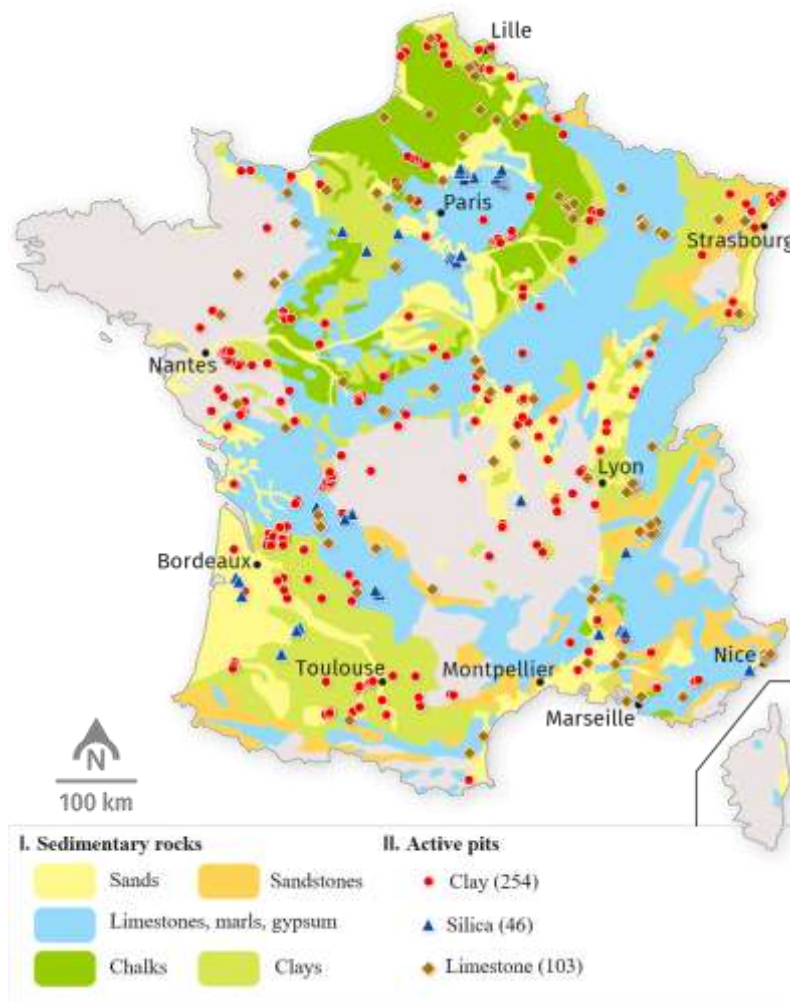 Lille
Paris
Strasbourg
Nantes
Lyon
Bordeaux
Toulouse
Montpellier
Nice
Marseille
N
100 km
I. Sedimentary rocks
II. Active pits
Sands
Sandstones
Clay (254)
Limestones, marls, gypsum
Silica (46)
Chalks
Clays
Limestone (103)